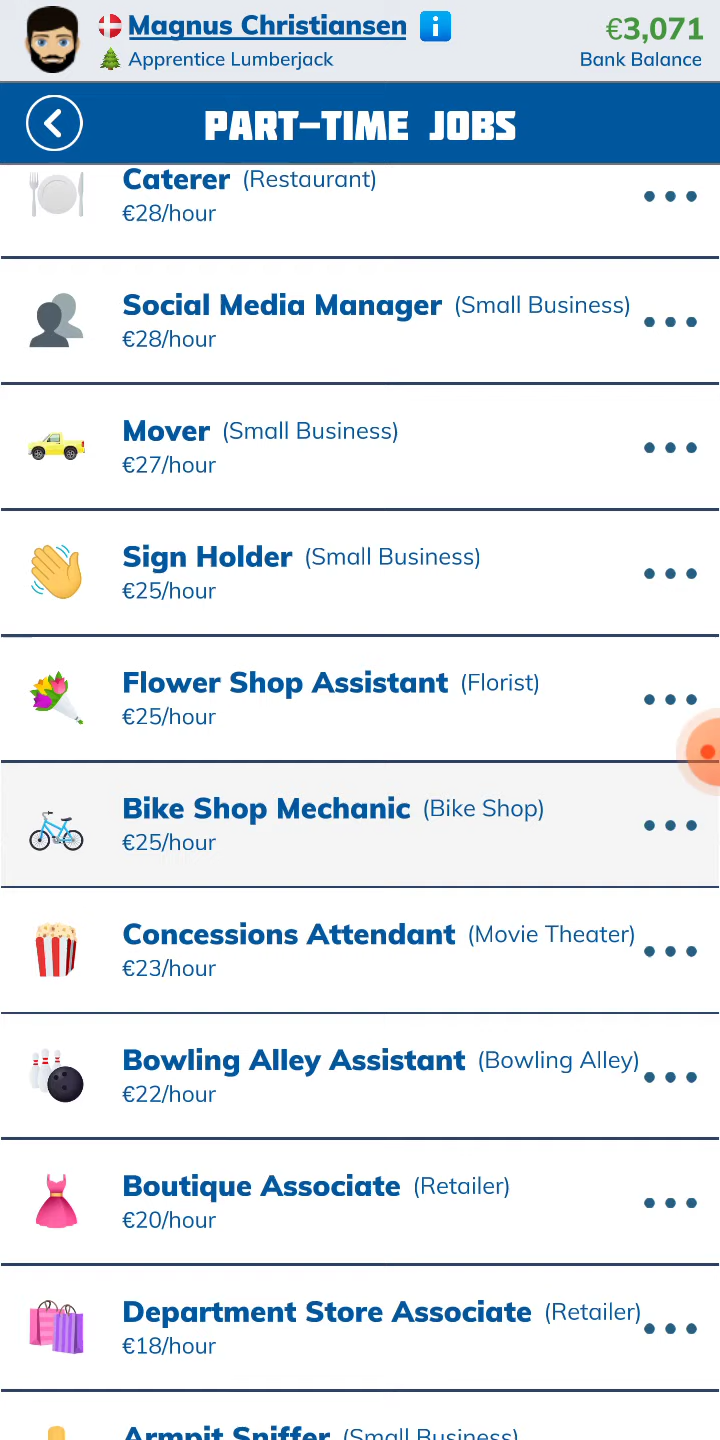 Magnus Christiansen
€3,071
Apprentice Lumberjack
Bank Balance
PART-TIME JOBS
Caterer (Restaurant)
€28/hour
Social Media Manager (Small Business)
€28/hour
Mover (Small Business)
€27/hour
Sign Holder (Small Business)
€25/hour
Flower Shop Assistant (Florist)
€25/hour
Bike Shop Mechanic (Bike Shop)
€25/hour
Concessions Attendant (Movie Theater)
€23/hour
Bowling Alley Assistant (Bowling Alley)
€22/hour
Boutique Associate (Retailer)
€20/hour
Department Store Associate (Retailer)
€18/hour
Armpit Sniffer (Small Business)